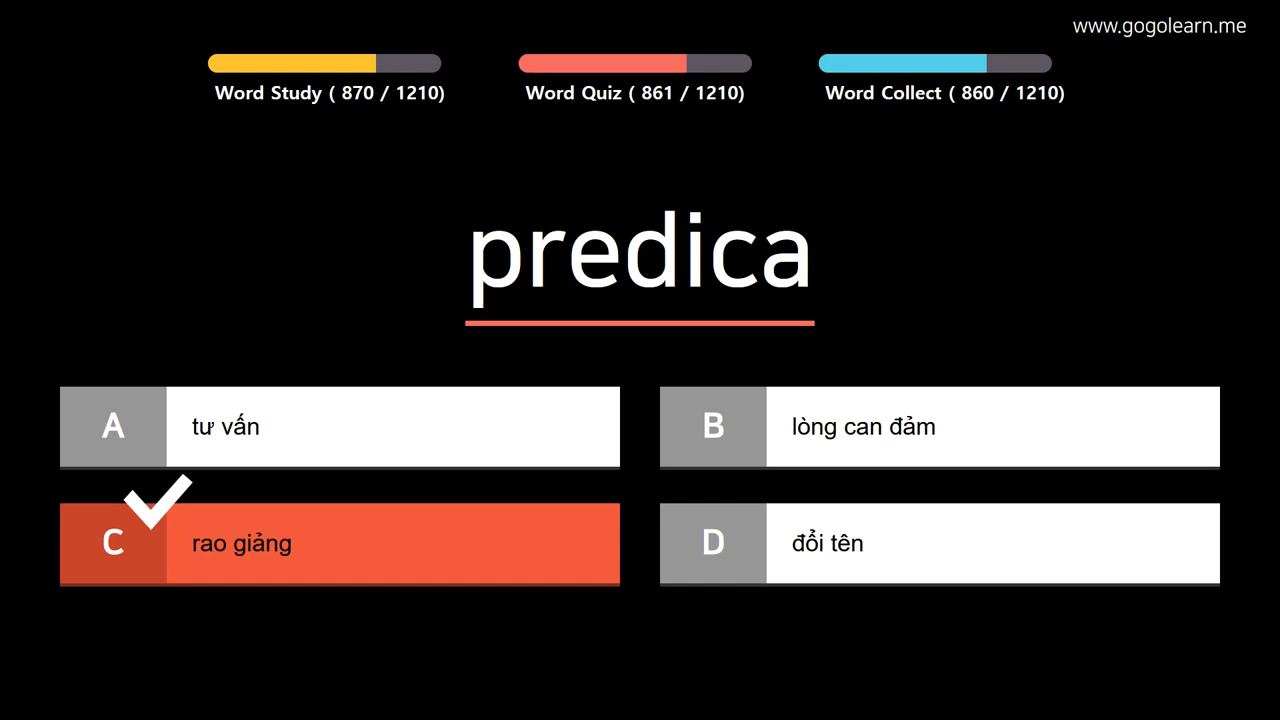 www.gogolearn.me
Word Study ( 870 / 1210)
Word Quiz ( 861 / 1210)
Word Collect ( 860 / 1210)
predica
A
tư vấn
B
lòng can đảm
C
rao giảng
D
đổi tên